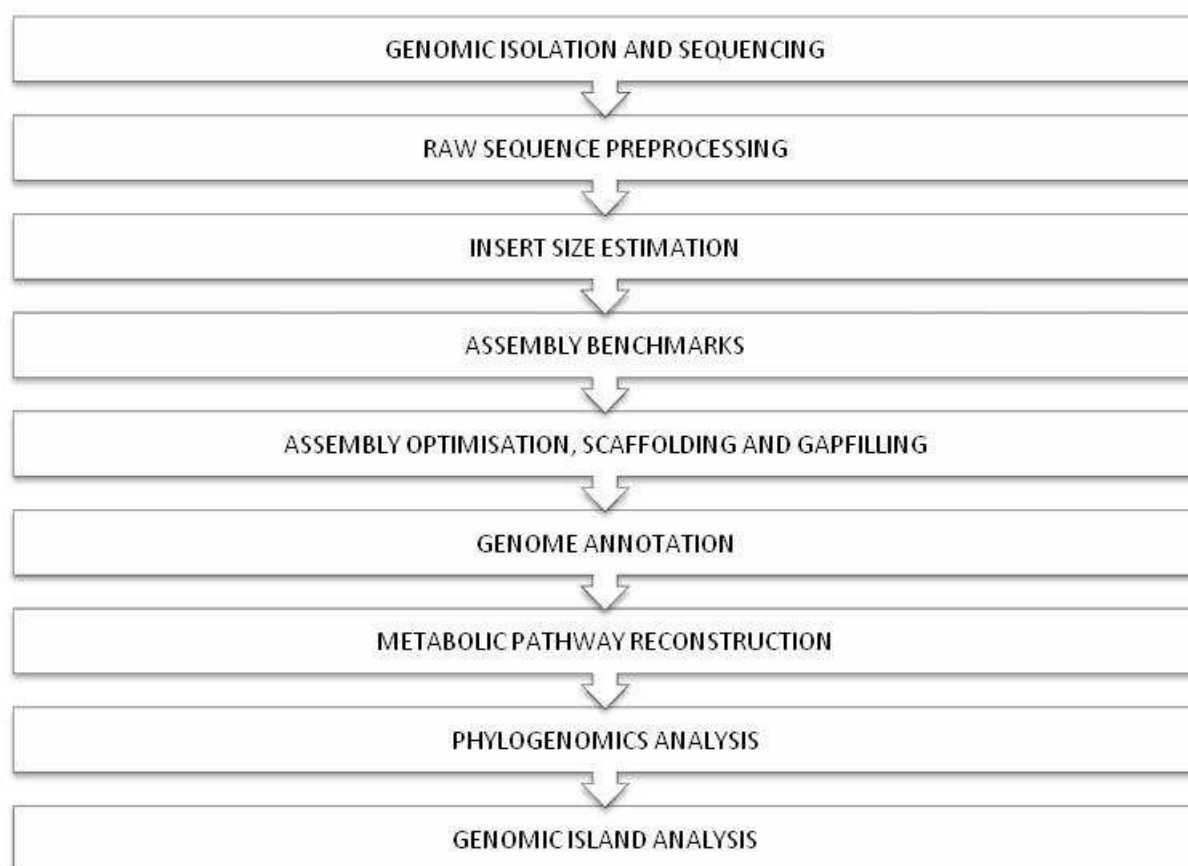 GENOMIC ISOLATION AND SEQUENCING
RAW SEQUENCE PREPROCESSING
INSERT SIZE ESTIMATION
ASSEMBLY BENCHMARKS
ASSEMBLY OPTIMISATION, SCAFFOLDING AND GAPFILLING
GENOME ANNOTATION
METABOLIC PATHWAY RECONSTRUCTION
PHYLOGENOMICS ANALYSIS
GENOMIC ISLAND ANALYSIS